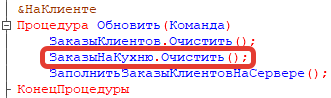 &НаКлиенте
Процедура Обновить(Команда)
ЗаказыКлиентов.Очистить();
ЗаказыНаКухню.Очистить();
ЗаполнитьЗаказыКлиентовНаСервере();
КонецПроцедуры